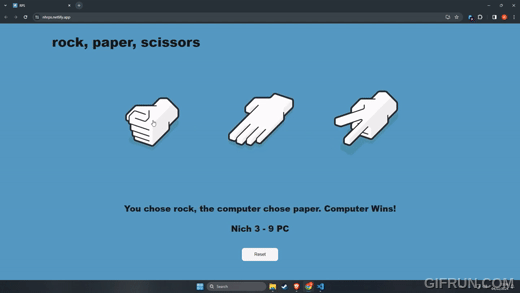 RPS
nhrps.netlify.app
rock, paper, scissors
You chose rock, the computer chose paper. Computer Wins!
Nich 3 - 9 PC
Reset
Search
GIFRUN.COM